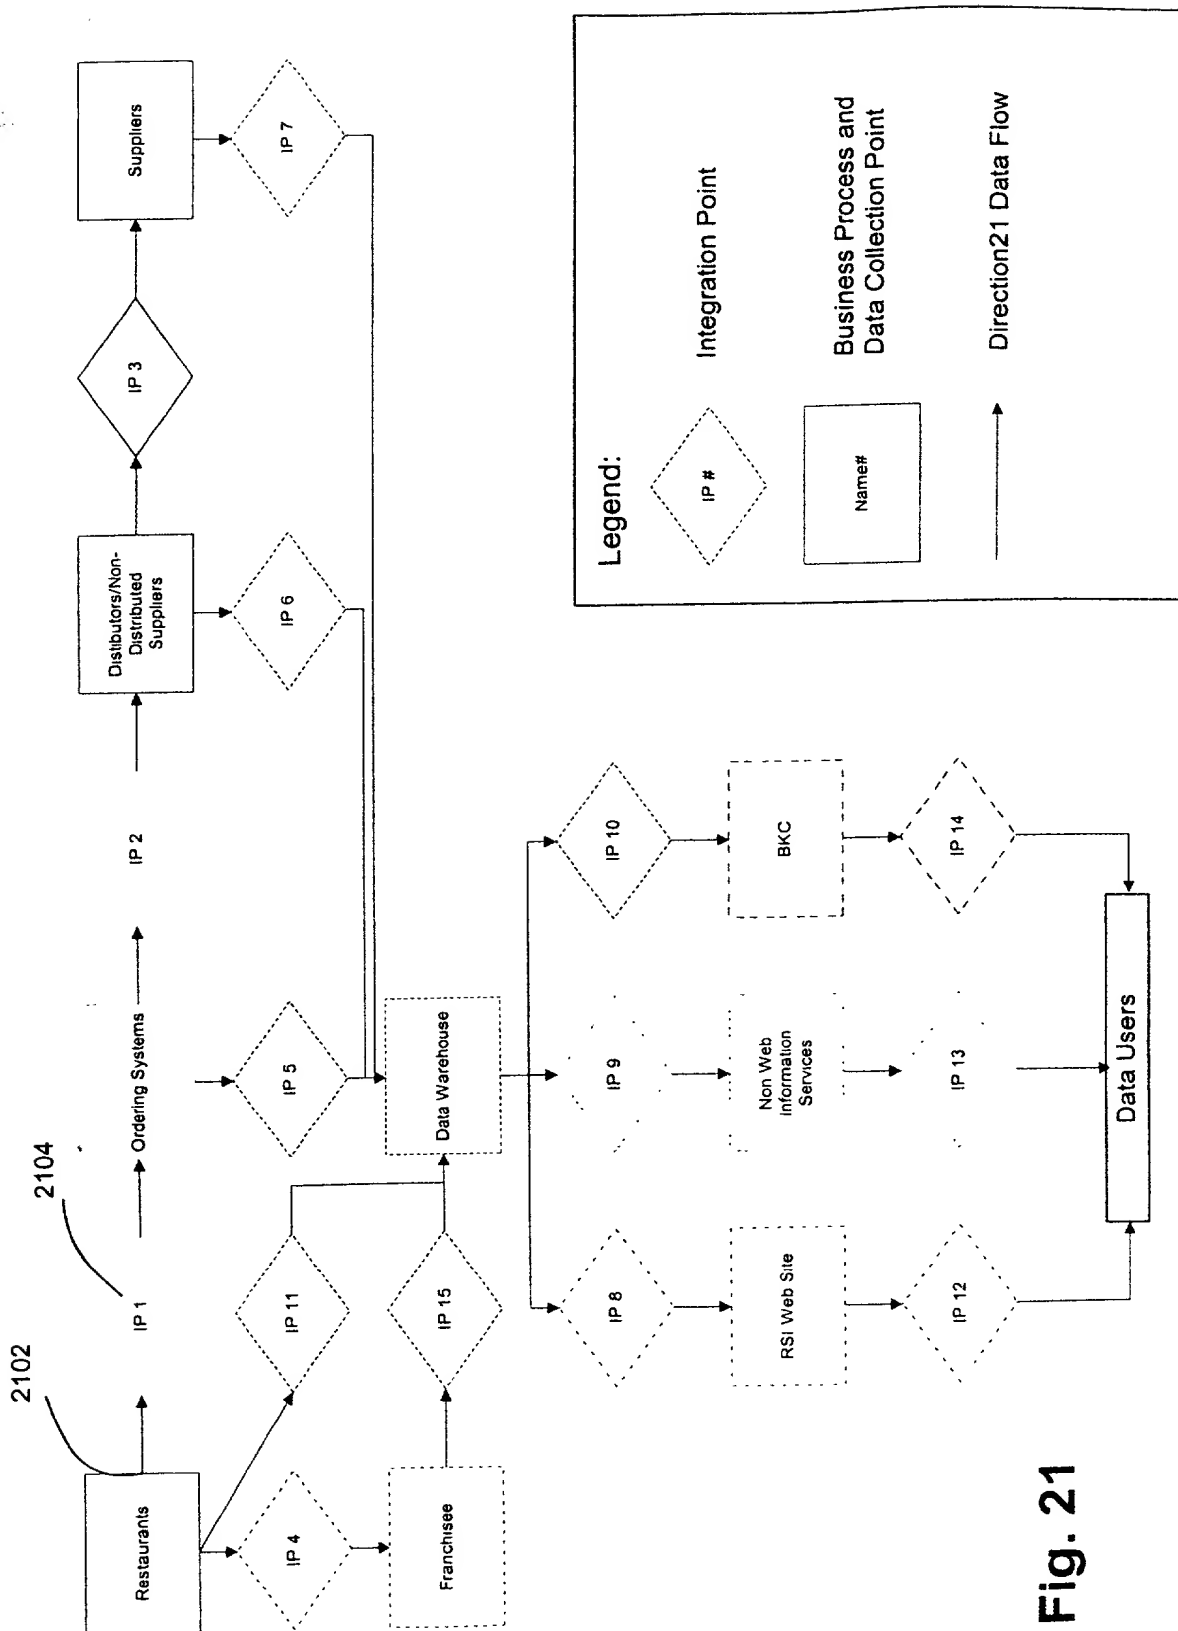 2102
2104
Restaurants
IP 1
Ordering Systems
IP 2
Distibutors/Non-
Distributed
Suppliers
IP 3
Suppliers
IP 4
IP 11
IP 5
IP 6
IP 7
Franchisee
IP 15
Data Warehouse
IP 8
IP 9
IP 10
RSI Web Site
Non Web
Information
Services
BKC
IP 12
IP 13
IP 14
Data Users
Legend:
IP #
Integration Point
Name#
Business Process and
Data Collection Point
Direction21 Data Flow
Fig. 21